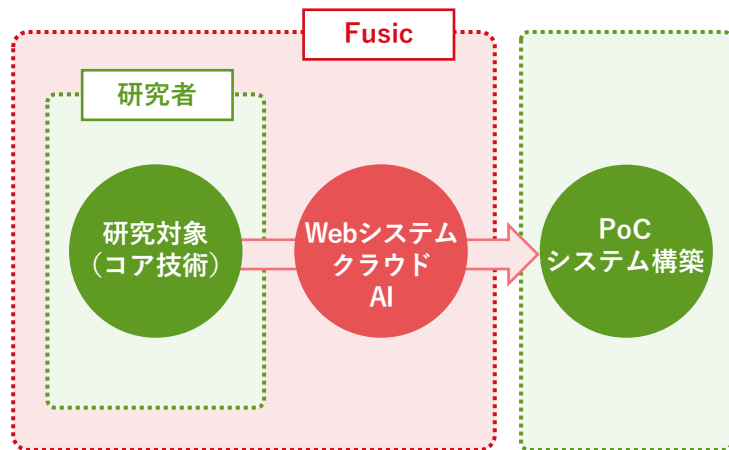 Fusic
研究者
研究対象
（コア技術）
Webシステム
クラウド
AI
PoC
システム構築